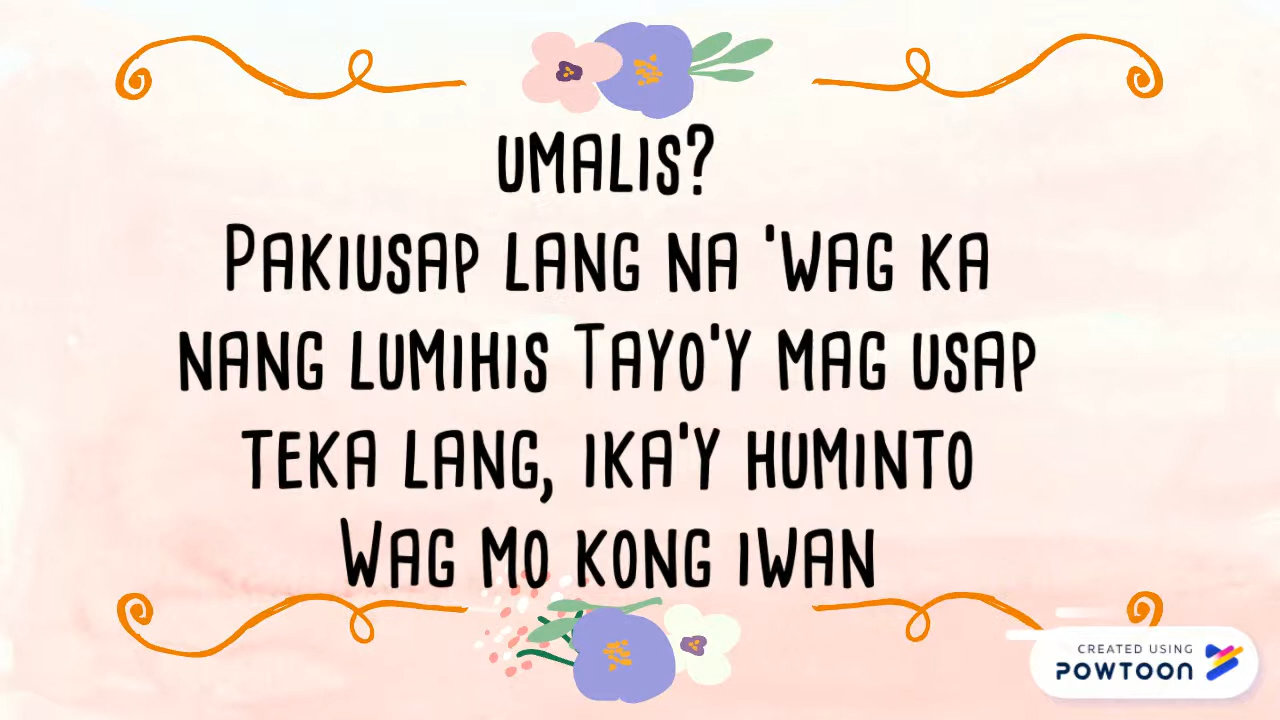 UMALIS?
PAKIUSAP LANG NA 'WAG KA
NANG LUMIHIS TAYO'Y MAG USAP
TEKA LANG, IKA'Y HUMINTO
WAG MO KONG IWAN
CREATED USING
POWTOON